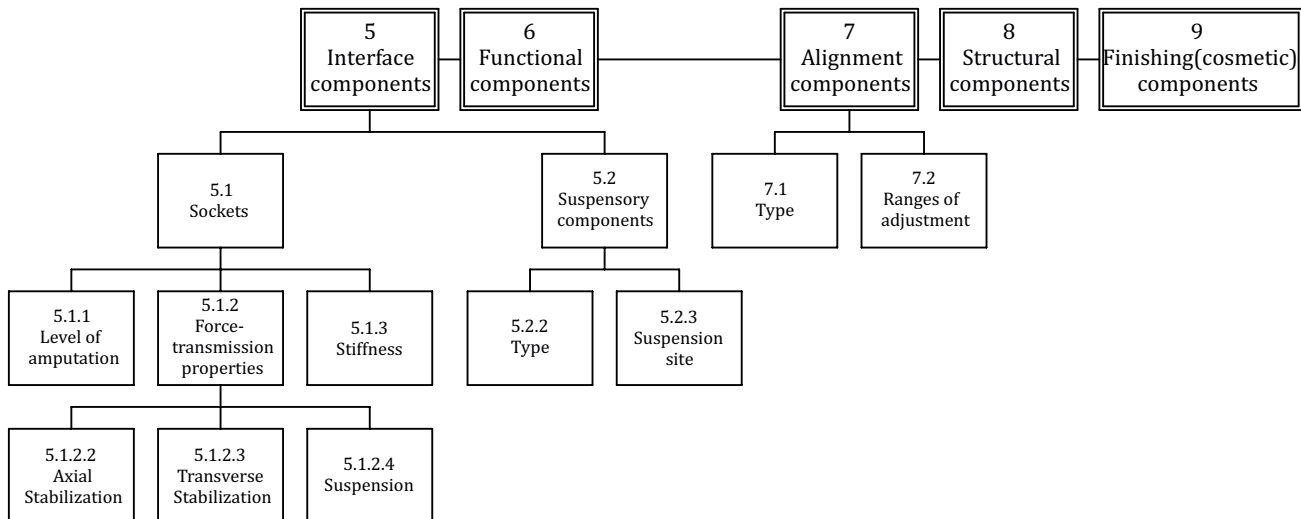 5
Interface
components
6
Functional
components
7
Alignment
components
8
Structural
components
9
Finishing(cosmetic)
components
5.1
Sockets
5.2
Suspensory
components
7.1
Type
7.2
Ranges of
adjustment
5.1.1
Level of
amputation
5.1.2
Force-
transmission
properties
5.1.3
Stiffness
5.2.2
Type
5.2.3
Suspension
site
5.1.2.2
Axial
Stabilization
5.1.2.3
Transverse
Stabilization
5.1.2.4
Suspension